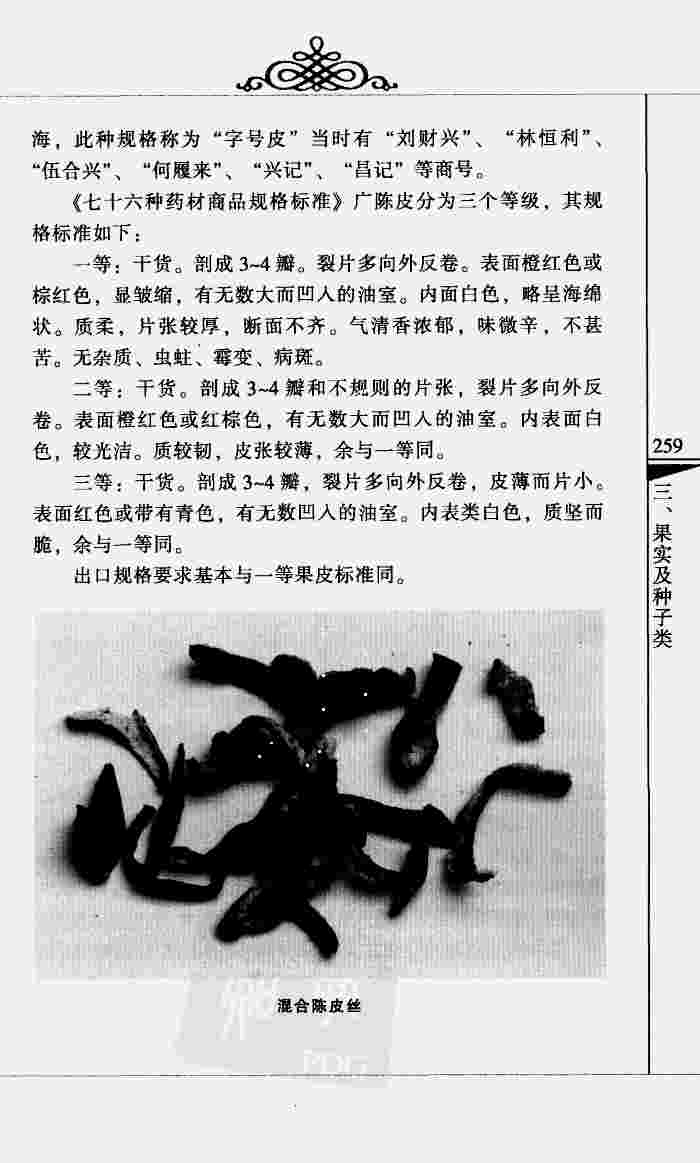 海，此种规格称为“字号皮”当时有“刘财兴”、“林恒利”、
“伍合兴”、“何履来”、“兴记”、“昌记”等商号。
《七十六种药材商品规格标准》广陈皮分为三个等级，其规
格标准如下：
一等：干货。剖成3~4瓣。裂片多向外反卷。表面橙红色或
棕红色，显皱缩，有无数大而凹入的油室。内面白色，略呈海绵
状。质柔，片张较厚，断面不齐。气清香浓郁，味微辛，不甚
苦。无杂质、虫蛀、霉变、病斑。
二等：干货。剖成3~4瓣和不规则的片张，裂片多向外反
卷。表面橙红色或红棕色，有无数大而凹入的油室。内表面白
色，较光洁。质较韧，皮张较薄，余与一等同。
三等：干货。剖成3~4瓣，裂片多向外反卷，皮薄而片小。
表面红色或带有青色，有无数凹入的油室。内表类白色，质坚而
脆，余与一等同。
出口规格要求基本与一等果皮标准同。
混合陈皮丝
PDG
259
三、果实及种子类